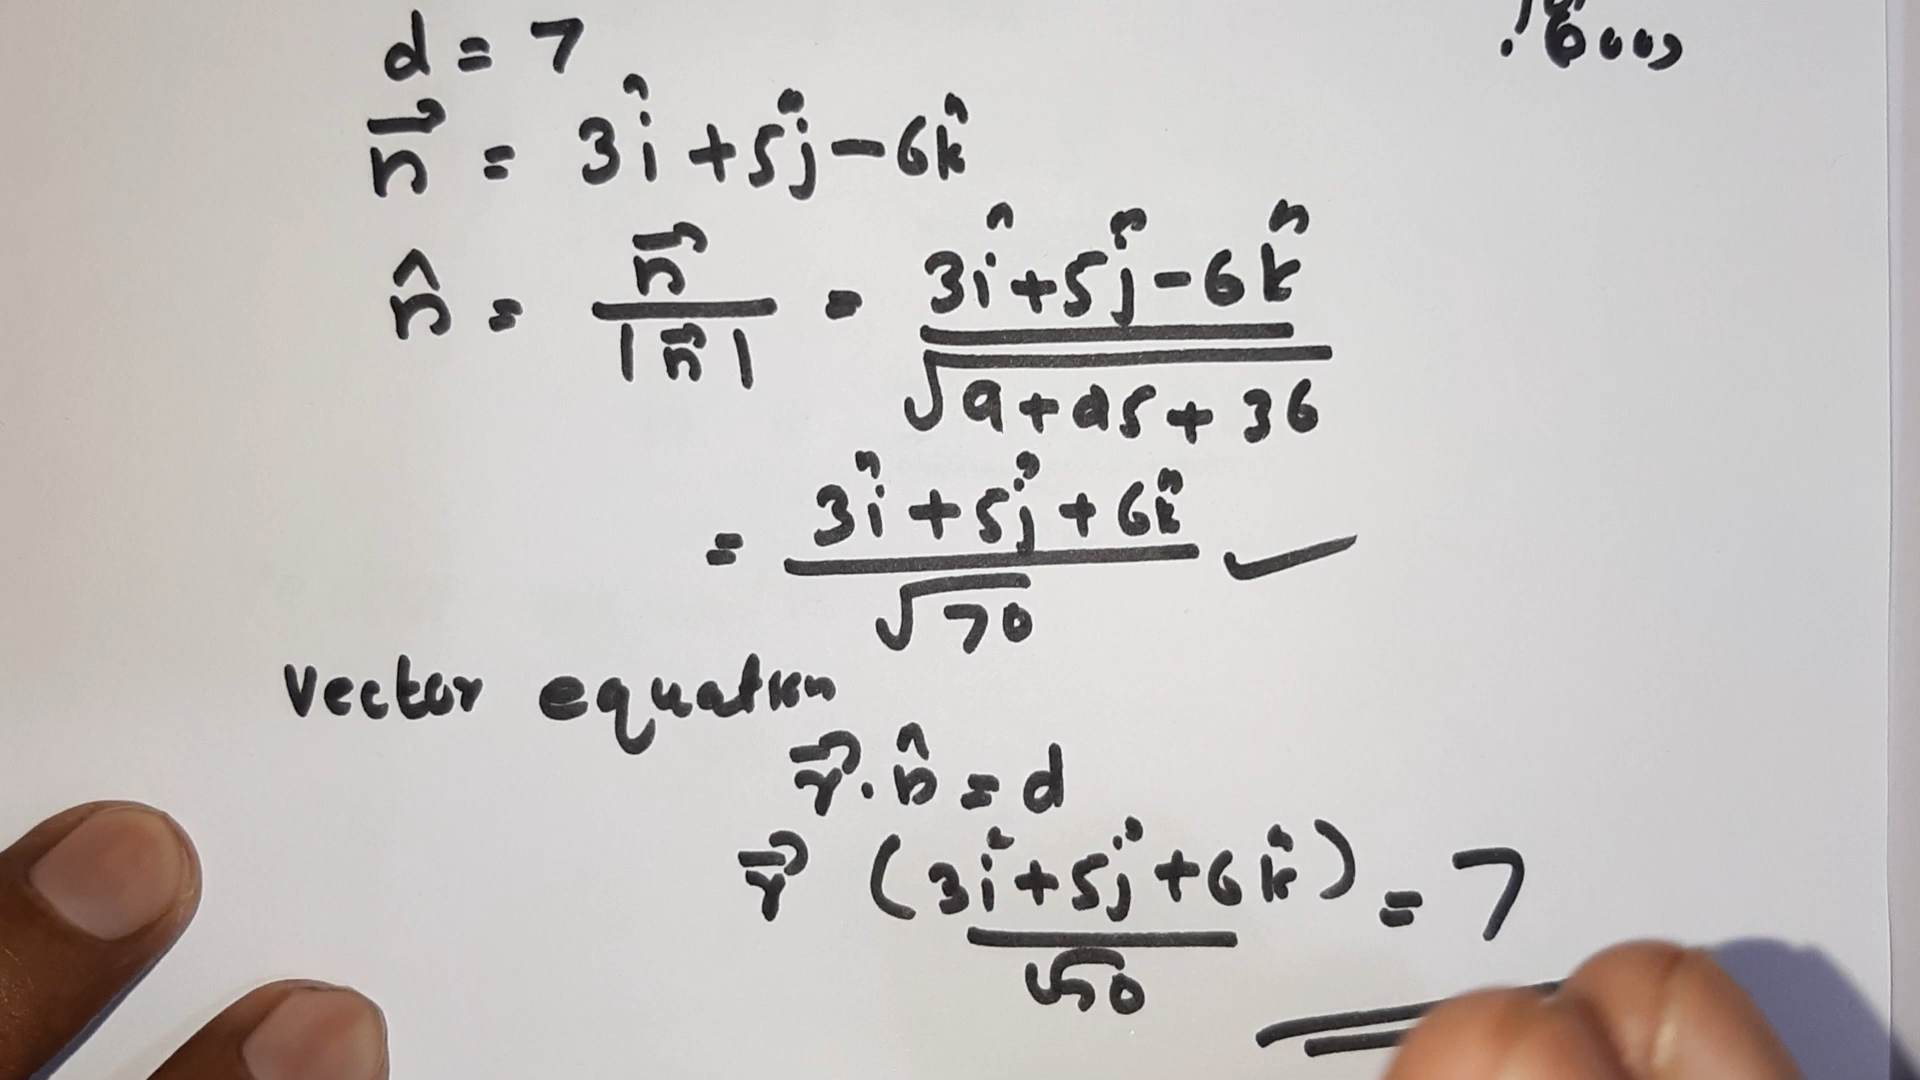 d = 7
n⃗ = 3î + 5ĵ - 6k̂
n̂ = n⃗ / |n⃗| = 3î + 5ĵ - 6k̂ / √9 + 25 + 36
= 3î + 5ĵ + 6k̂ / √70 ✓
Vector equation
r⃗ . n̂ = d
r⃗ (3î + 5ĵ + 6k̂) / √70 = 7